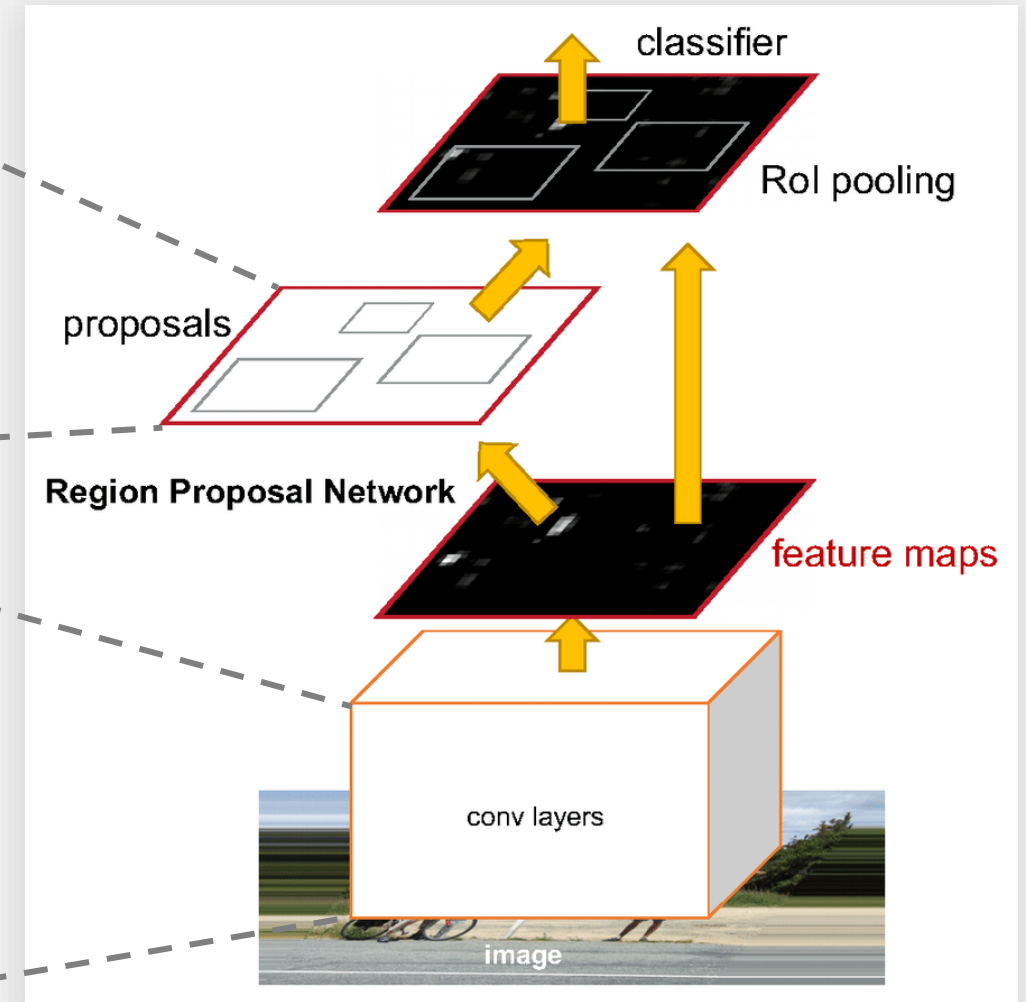 classifier
RoI pooling
proposals
Region Proposal Network
feature maps
conv layers
image